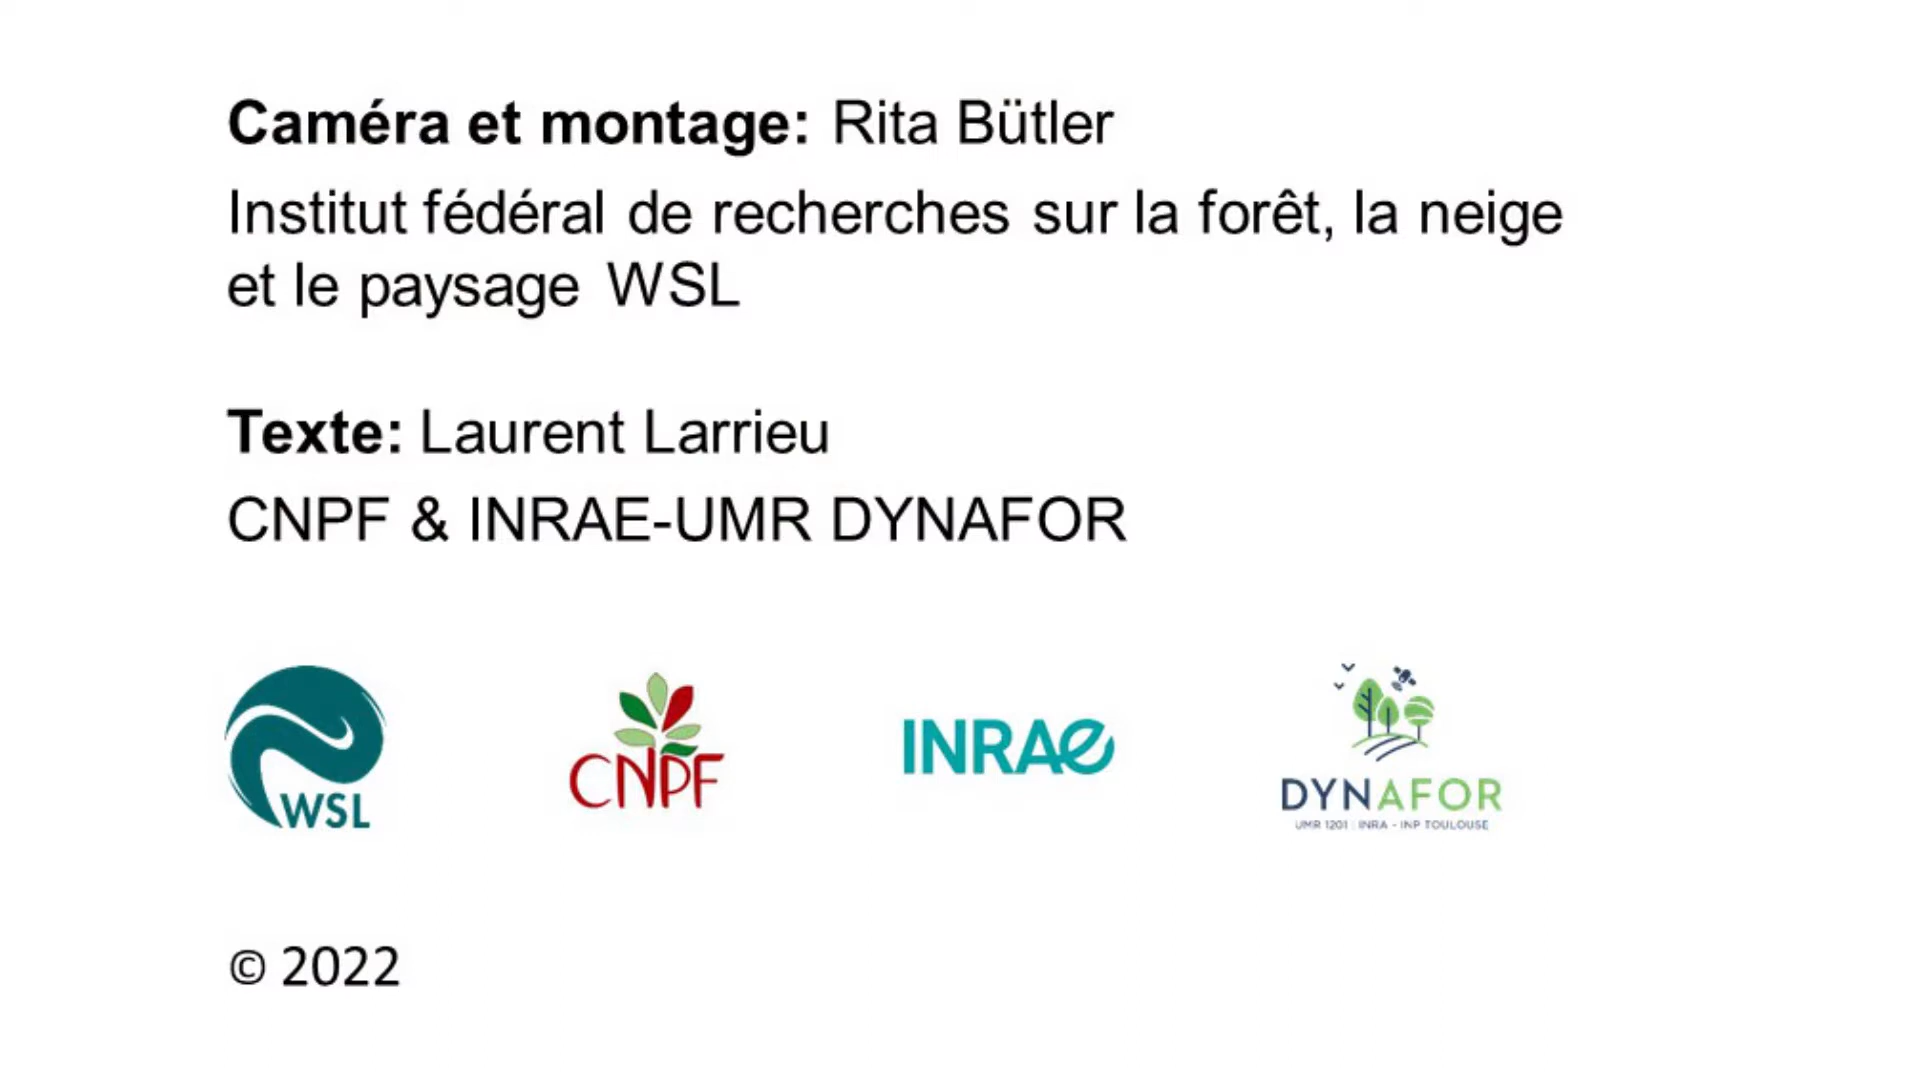 Caméra et montage: Rita Bütler
Institut fédéral de recherches sur la forêt, la neige
et le paysage WSL
Texte: Laurent Larrieu
CNPF & INRAE-UMR DYNAFOR
WSL
CNPF
INRAE
DYNAFOR
UMR 1201 | INRA - INP TOULOUSE
© 2022